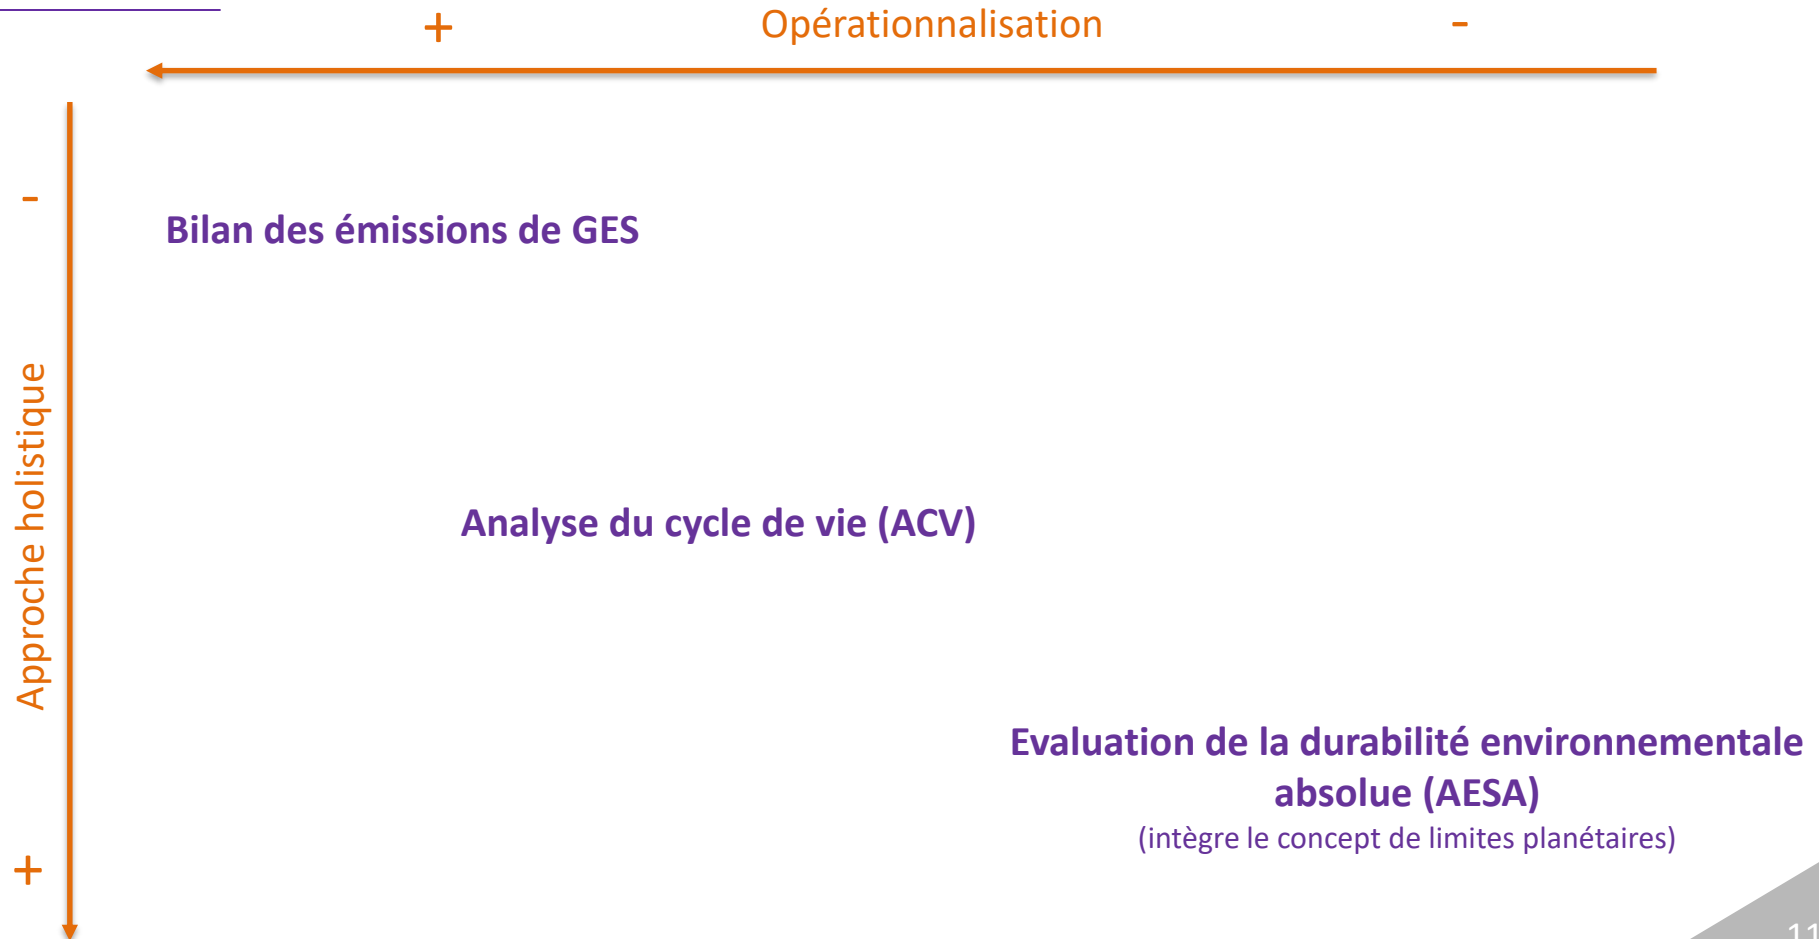 + Opérationnalisation -
-
Bilan des émissions de GES
Approche holistique
Analyse du cycle de vie (ACV)
Evaluation de la durabilité environnementale
absolue (AESA)
(intègre le concept de limites planétaires)
+
11